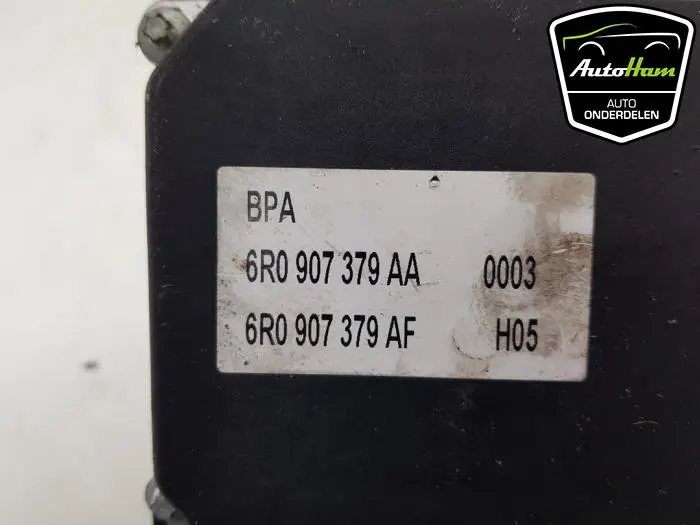 AutoHam
AUTO
ONDERDELEN
BPA
6R0 907 379 AA 0003
6R0 907 379 AF H05